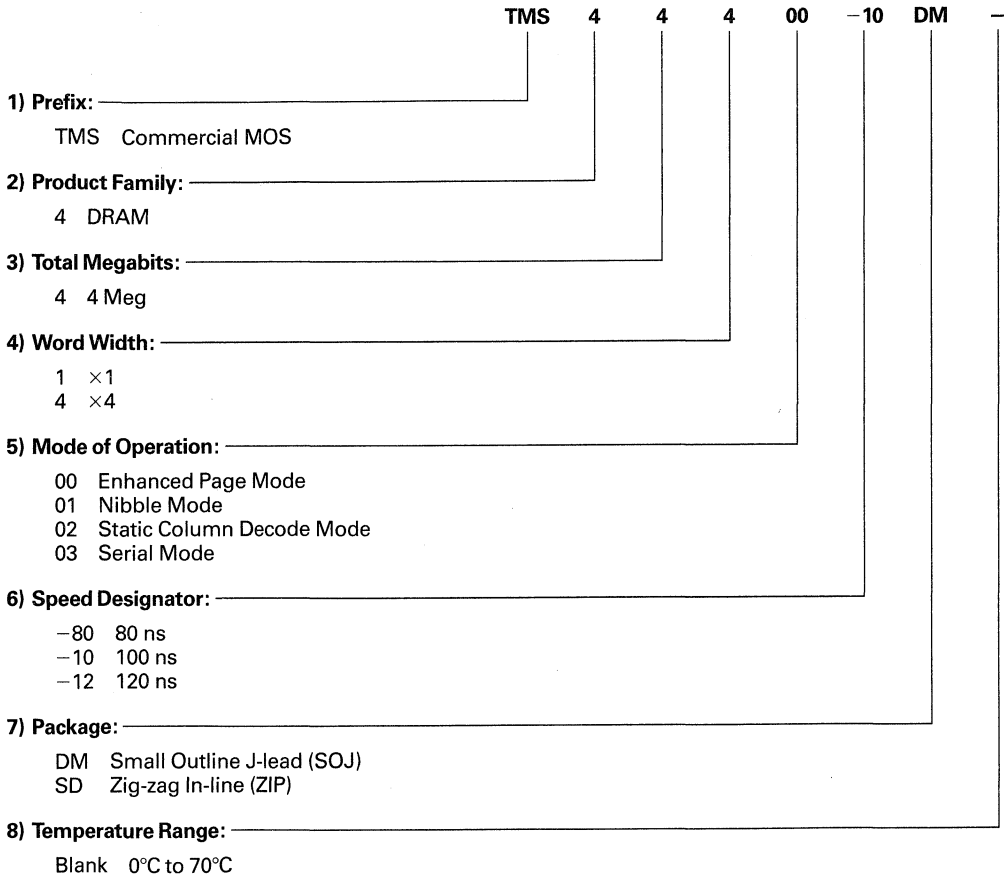 TMS 4 4 4 00 −10 DM −
1) Prefix:
TMS Commercial MOS
2) Product Family:
4 DRAM
3) Total Megabits:
4 4 Meg
4) Word Width:
1 ×1
4 ×4
5) Mode of Operation:
00 Enhanced Page Mode
01 Nibble Mode
02 Static Column Decode Mode
03 Serial Mode
6) Speed Designator:
−80 80 ns
−10 100 ns
−12 120 ns
7) Package:
DM Small Outline J-lead (SOJ)
SD Zig-zag In-line (ZIP)
8) Temperature Range:
Blank 0°C to 70°C